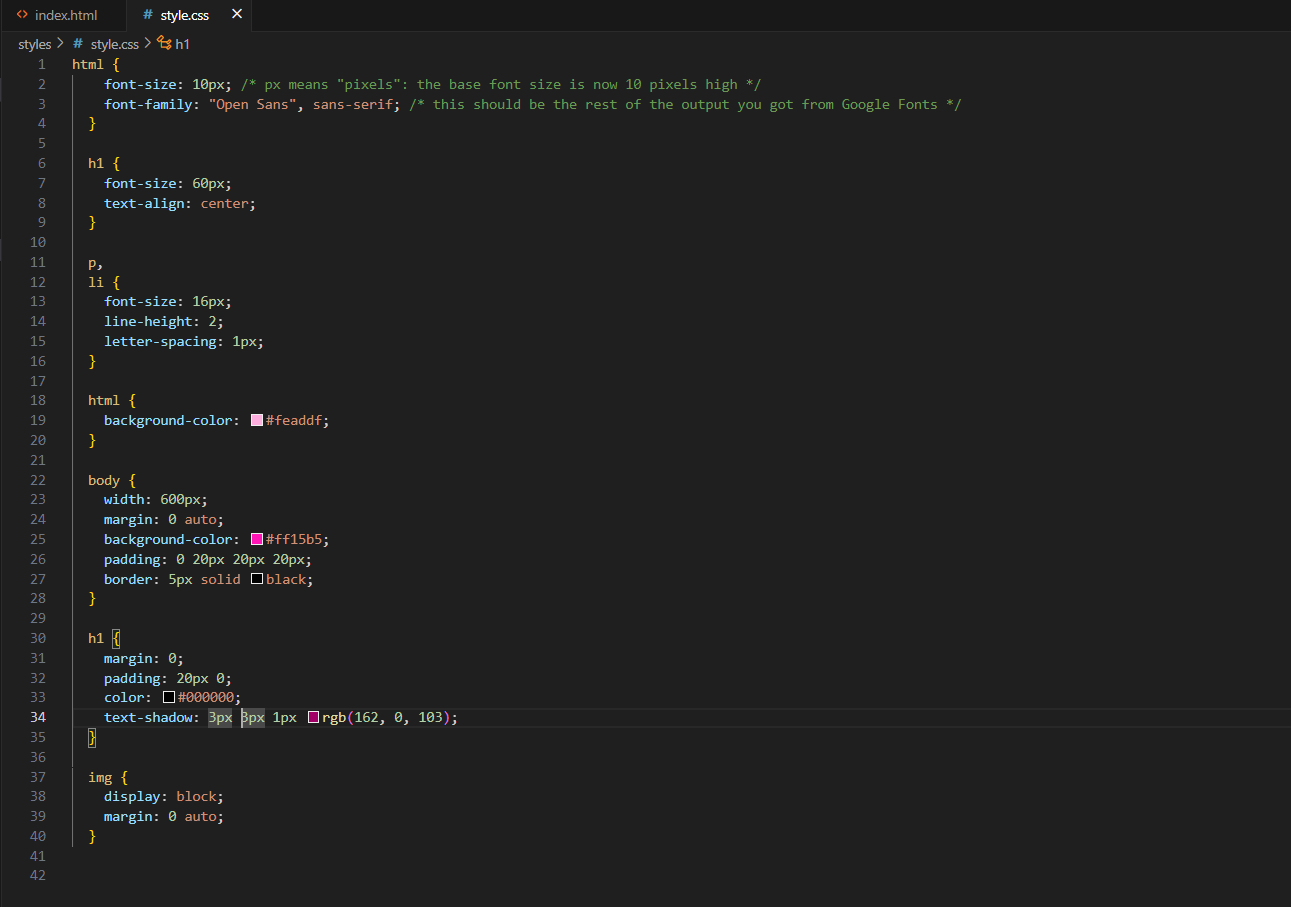 index.html
# style.css
styles > # style.css > h1
1 html {
2 font-size: 10px; /* px means "pixels": the base font size is now 10 pixels high */
3 font-family: "Open Sans", sans-serif; /* this should be the rest of the output you got from Google Fonts */
4 }
5
6 h1 {
7 font-size: 60px;
8 text-align: center;
9 }
10
11 p,
12 li {
13 font-size: 16px;
14 line-height: 2;
15 letter-spacing: 1px;
16 }
17
18 html {
19 background-color: #feaddf;
20 }
21
22 body {
23 width: 600px;
24 margin: 0 auto;
25 background-color: #ff15b5;
26 padding: 0 20px 20px 20px;
27 border: 5px solid black;
28 }
29
30 h1 {
31 margin: 0;
32 padding: 20px 0;
33 color: #000000;
34 text-shadow: 3px 3px 1px rgb(162, 0, 103);
35 }
36
37 img {
38 display: block;
39 margin: 0 auto;
40 }
41
42